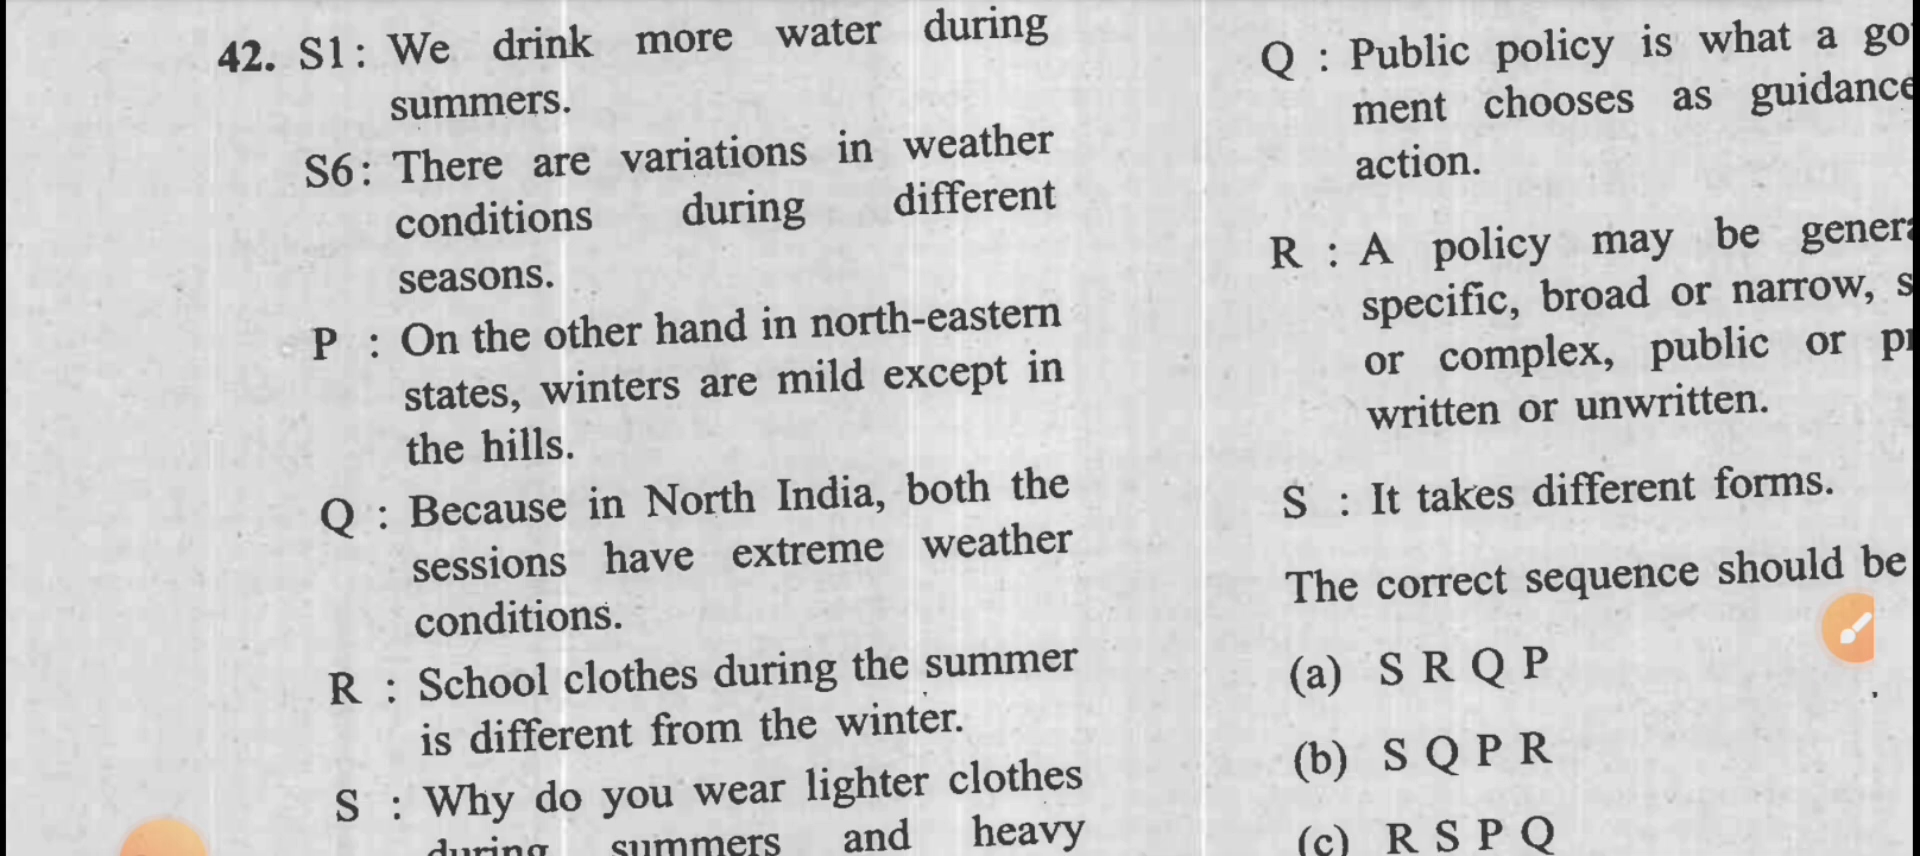 42. S1: We drink more water during
summers.
S6: There are variations in weather
conditions during different
seasons.
P : On the other hand in north-eastern
states, winters are mild except in
the hills.
Q : Because in North India, both the
sessions have extreme weather
conditions.
R : School clothes during the summer
is different from the winter.
S : Why do you wear lighter clothes
during summers and heavy
Q : Public policy is what a go
ment chooses as guidance
action.
R : A policy may be genera
specific, broad or narrow, s
or complex, public or pr
written or unwritten.
S : It takes different forms.
The correct sequence should be
(a) S R Q P
(b) S Q P R
(c) R S P Q